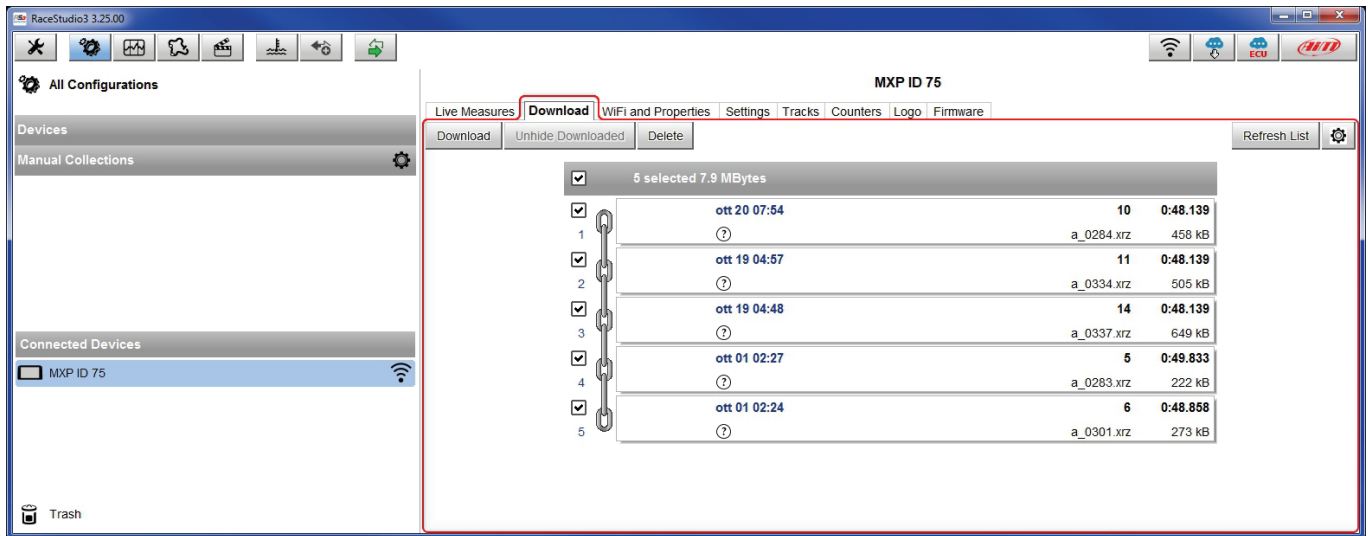 RaceStudio3 3.25.00
ECU AiM
All Configurations
MXP ID 75
Live Measures Download WiFi and Properties Settings Tracks Counters Logo Firmware
Devices
Download Unhide Downloaded Delete Refresh List
Manual Collections
5 selected 7.9 MBytes
ott 20 07:54 10 0:48.139
1 ? a_0284.xrz 458 kB
ott 19 04:57 11 0:48.139
2 ? a_0334.xrz 505 kB
ott 19 04:48 14 0:48.139
3 ? a_0337.xrz 649 kB
Connected Devices
ott 01 02:27 5 0:49.833
MXP ID 75
4 ? a_0283.xrz 222 kB
ott 01 02:24 6 0:48.858
5 ? a_0301.xrz 273 kB
Trash